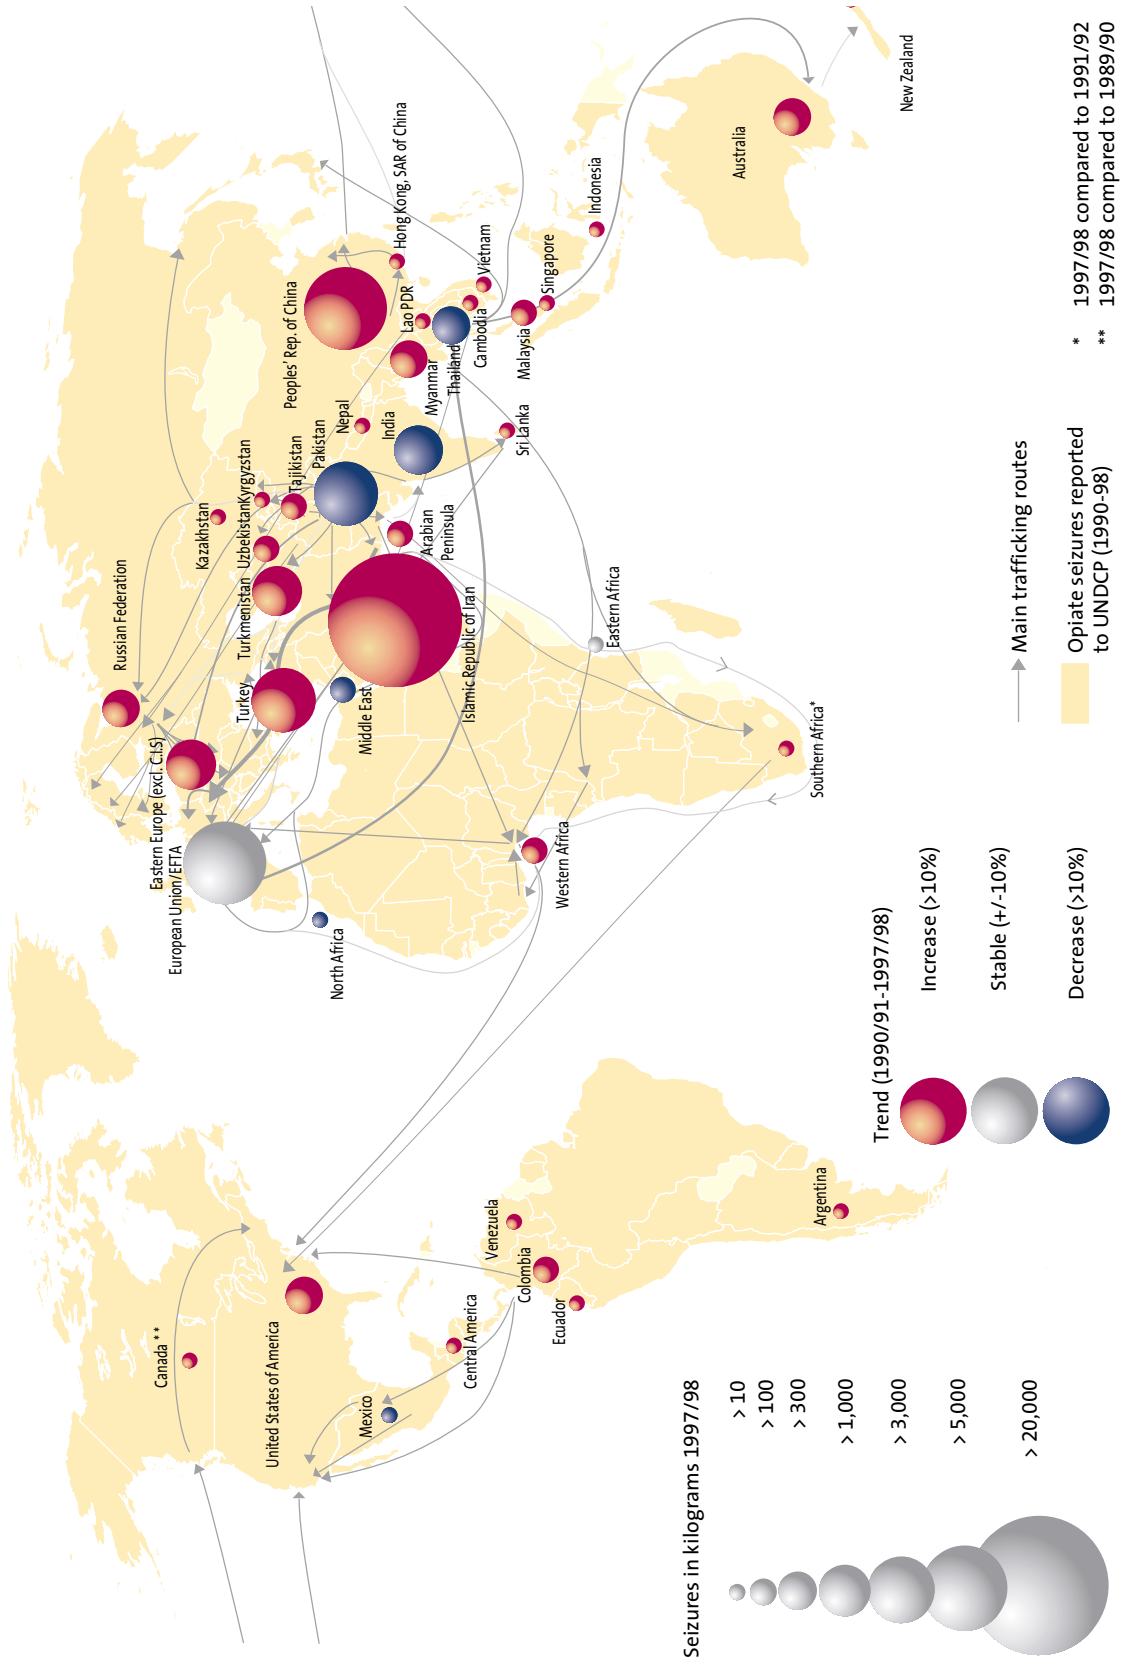 Canada **
United States of America
Mexico
Central America
Venezuela
Colombia
Ecuador
Argentina
European Union/EFTA
Eastern Europe (excl. C.I.S)
Russian Federation
Turkey
Turkmenistan
Uzbekistan
Kazakhstan
Kyrgyzstan
Tajikistan
Pakistan
Nepal
India
Peoples' Rep. of China
Hong Kong, SAR of China
Lao PDR
Myanmar
Thailand
Cambodia
Vietnam
Malaysia
Singapore
Indonesia
Sri Lanka
Arabian
Peninsula
Islamic Republic of Iran
Middle East
North Africa
Western Africa
Eastern Africa
Southern Africa*
Australia
New Zealand
Seizures in kilograms 1997/98
> 10
> 100
> 300
> 1,000
> 3,000
> 5,000
> 20,000
Trend (1990/91-1997/98)
Increase (>10%)
Stable (+/-10%)
Decrease (>10%)
Main trafficking routes
Opiate seizures reported
to UNDCP (1990-98)
* 1997/98 compared to 1991/92
** 1997/98 compared to 1989/90